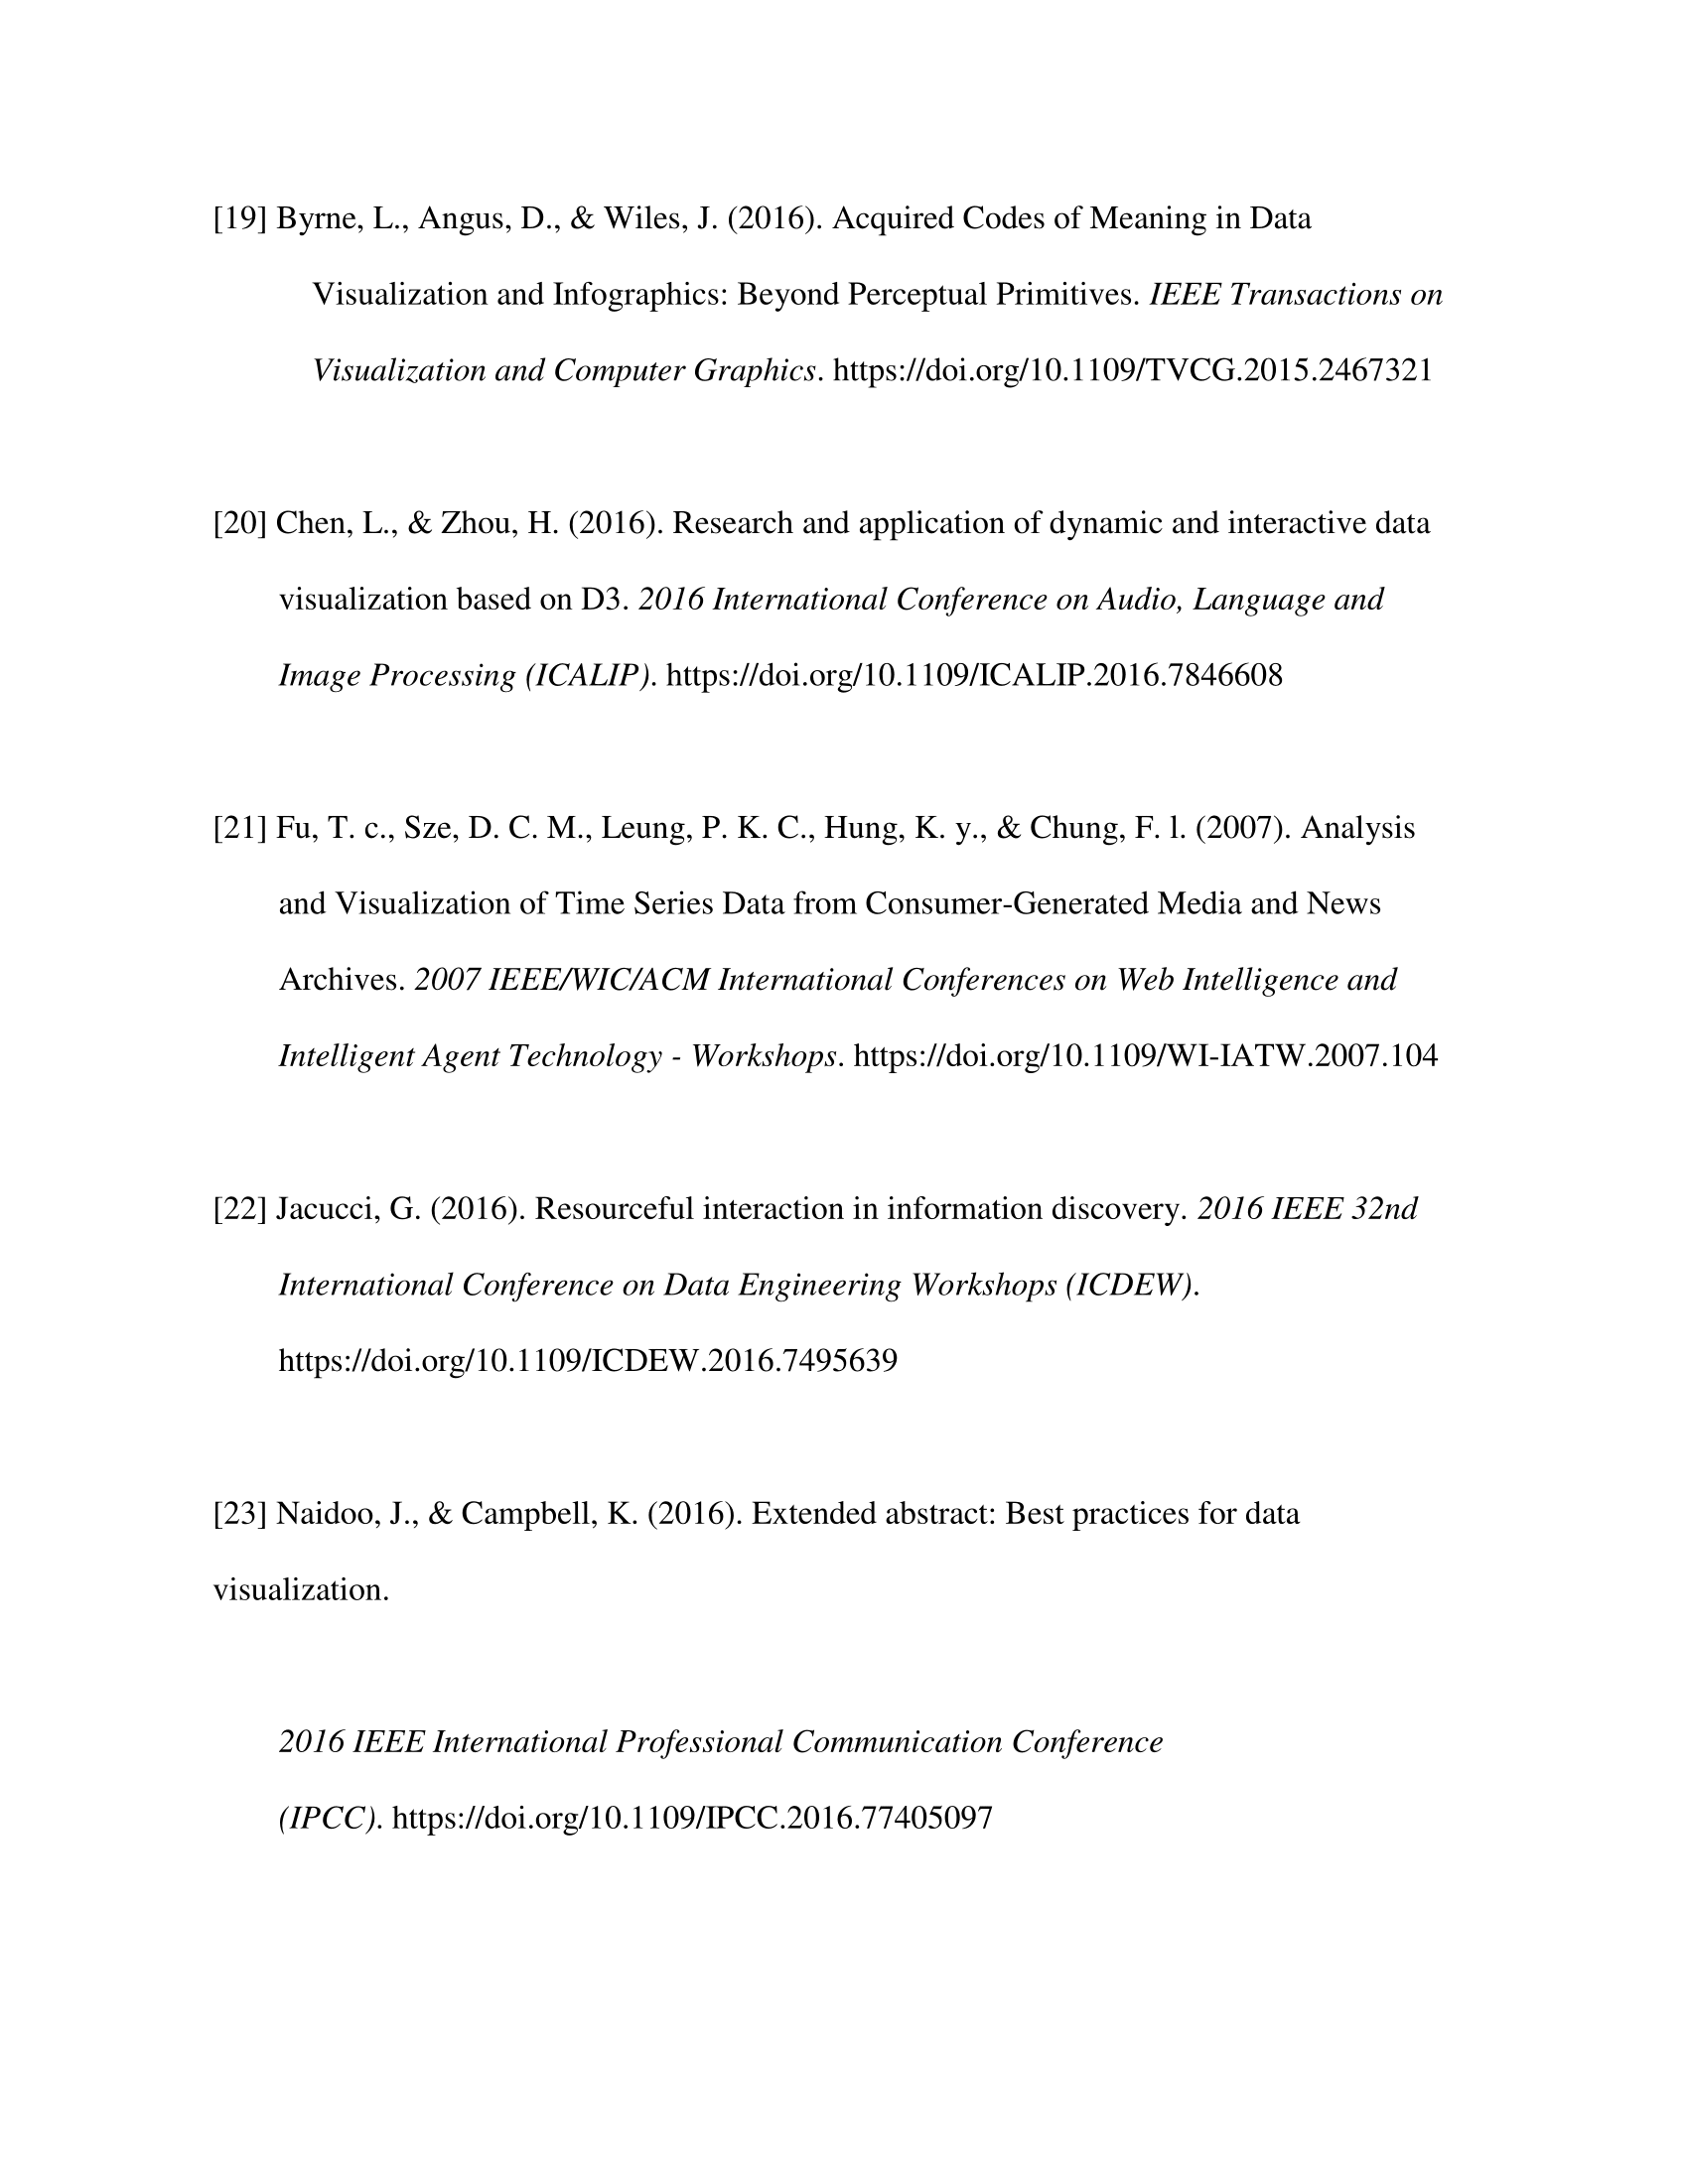 [19] Byrne, L., Angus, D., & Wiles, J. (2016). Acquired Codes of Meaning in Data
Visualization and Infographics: Beyond Perceptual Primitives. IEEE Transactions on
Visualization and Computer Graphics. https://doi.org/10.1109/TVCG.2015.2467321
[20] Chen, L., & Zhou, H. (2016). Research and application of dynamic and interactive data
visualization based on D3. 2016 International Conference on Audio, Language and
Image Processing (ICALIP). https://doi.org/10.1109/ICALIP.2016.7846608
[21] Fu, T. c., Sze, D. C. M., Leung, P. K. C., Hung, K. y., & Chung, F. l. (2007). Analysis
and Visualization of Time Series Data from Consumer-Generated Media and News
Archives. 2007 IEEE/WIC/ACM International Conferences on Web Intelligence and
Intelligent Agent Technology - Workshops. https://doi.org/10.1109/WI-IATW.2007.104
[22] Jacucci, G. (2016). Resourceful interaction in information discovery. 2016 IEEE 32nd
International Conference on Data Engineering Workshops (ICDEW).
https://doi.org/10.1109/ICDEW.2016.7495639
[23] Naidoo, J., & Campbell, K. (2016). Extended abstract: Best practices for data
visualization.
2016 IEEE International Professional Communication Conference
(IPCC). https://doi.org/10.1109/IPCC.2016.77405097